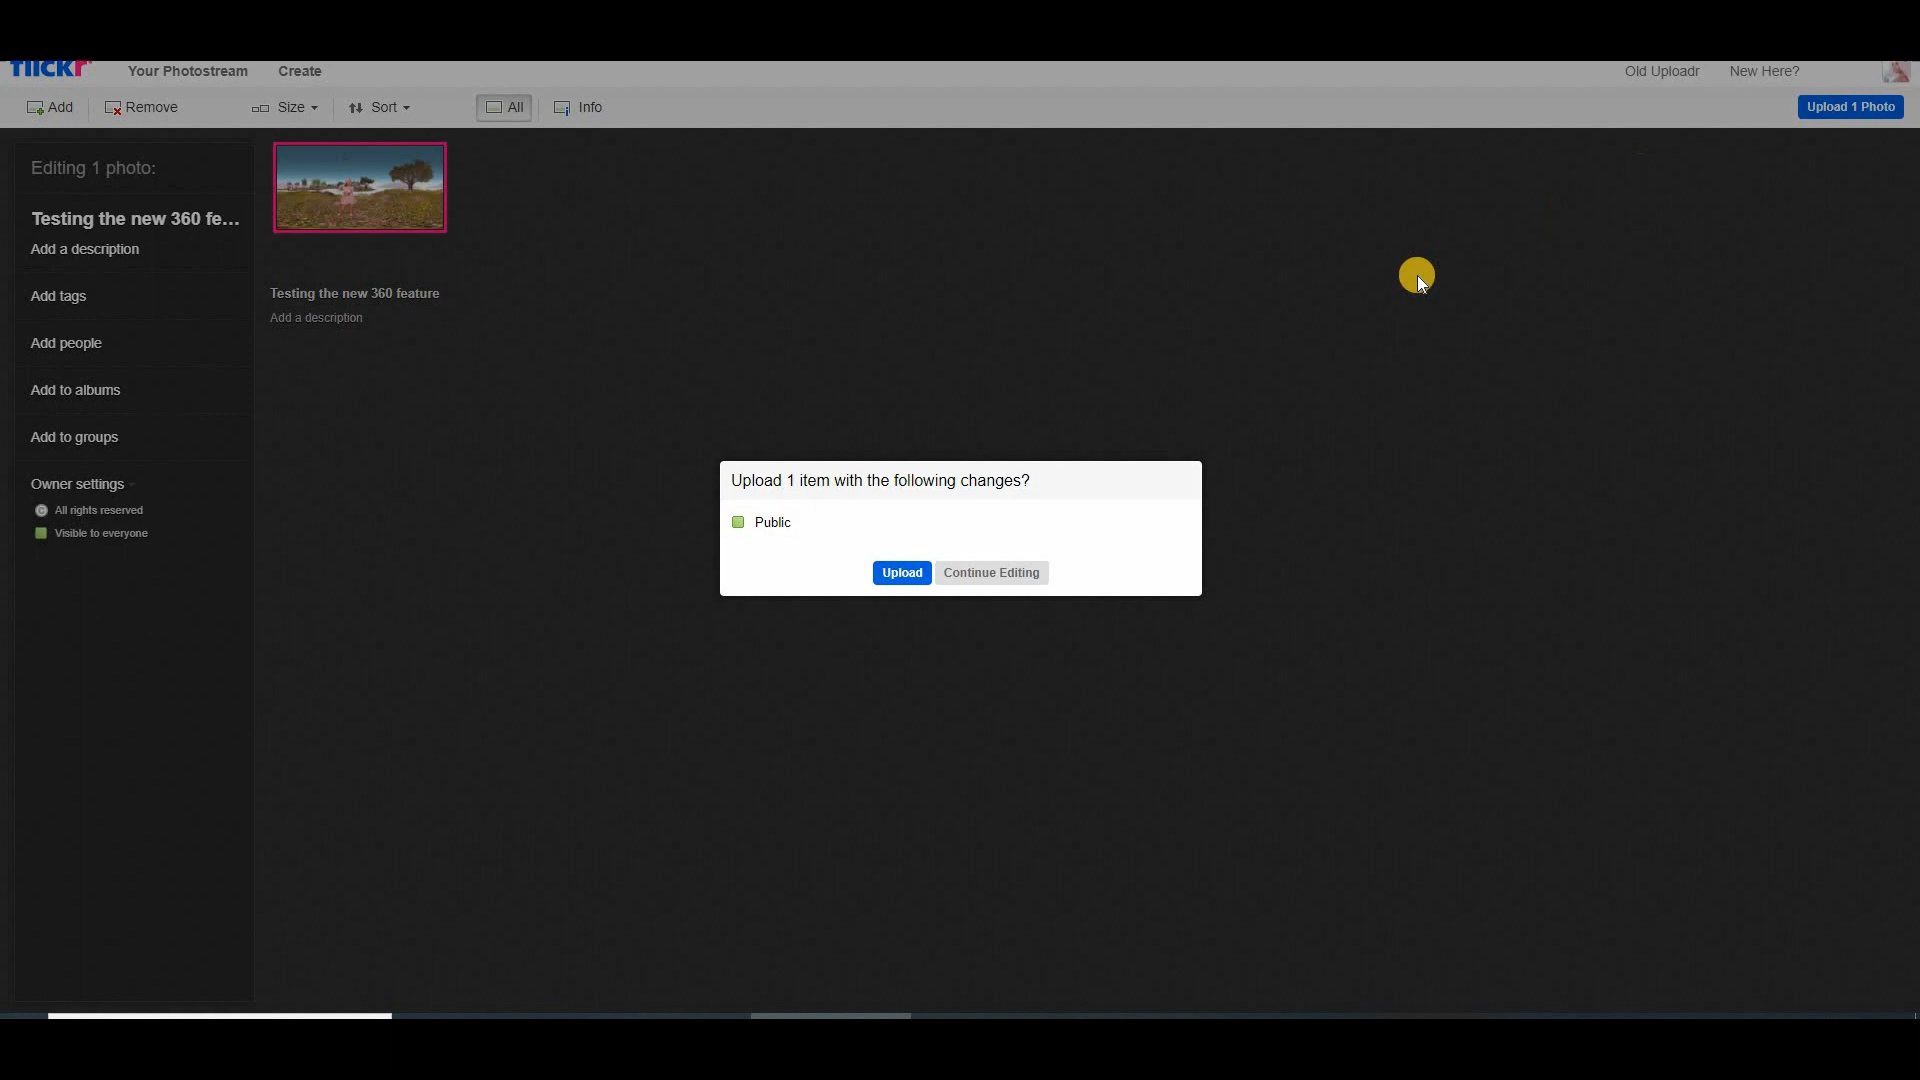 flickr
Your Photostream
Create
Old Uploadr
New Here?
Add
Remove
Size
Sort
All
Info
Upload 1 Photo
Editing 1 photo:
Testing the new 360 fe...
Add a description
Add tags
Add people
Add to albums
Add to groups
Owner settings
All rights reserved
Visible to everyone
Testing the new 360 feature
Add a description
Upload 1 item with the following changes?
Public
Upload
Continue Editing